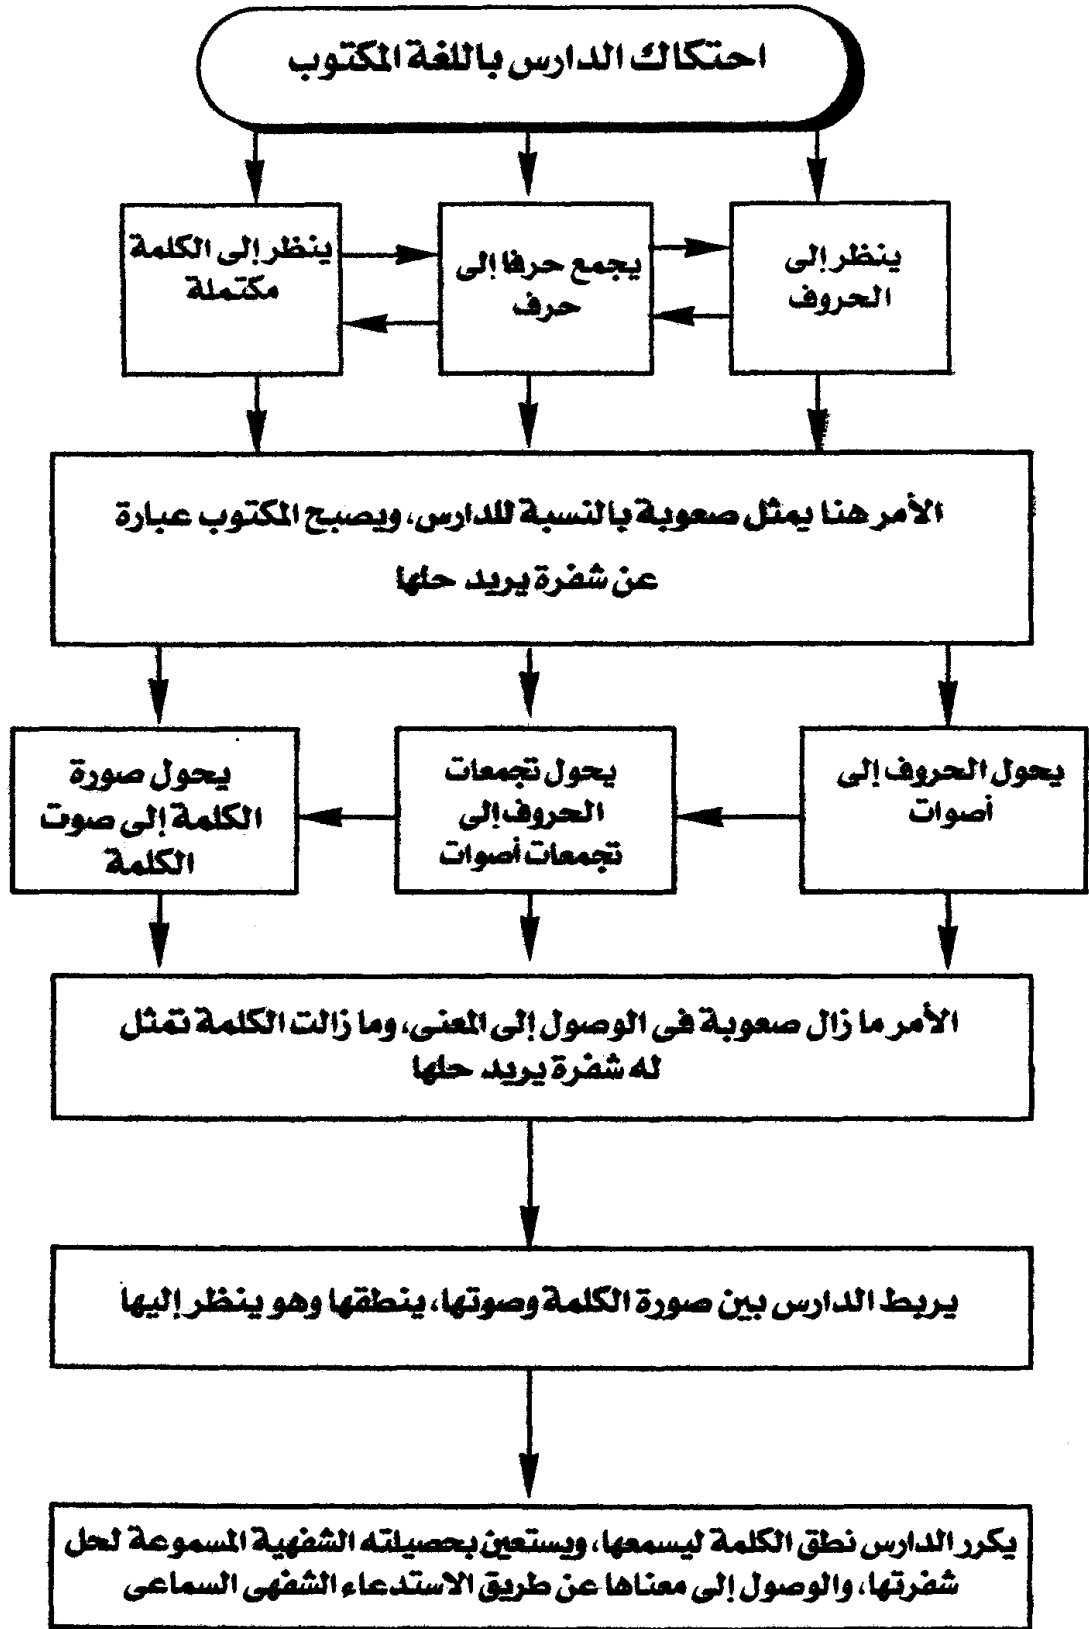 احتكاك الدارس باللغة المكتوب
ينظر إلى
الحروف
يجمع حرفا إلى
حرف
ينظر إلى الكلمة
مكتملة
الأمر هنا يمثل صعوبة بالنسبة للدارس، ويصبح المكتوب عبارة
عن شفرة يريد حلها
يحول الحروف إلى
أصوات
يحول تجمعات
الحروف إلى
تجمعات أصوات
يحول صورة
الكلمة إلى صوت
الكلمة
الأمر ما زال صعوبة فى الوصول إلى المعنى، وما زالت الكلمة تمثل
له شفرة يريد حلها
يربط الدارس بين صورة الكلمة وصوتها، ينطقها وهو ينظر إليها
يكرر الدارس نطق الكلمة ليسمعها، ويستعين بحصيلته الشفهية المسموعة لحل
شفرتها، والوصول إلى معناها عن طريق الاستدعاء الشفهى السماعى